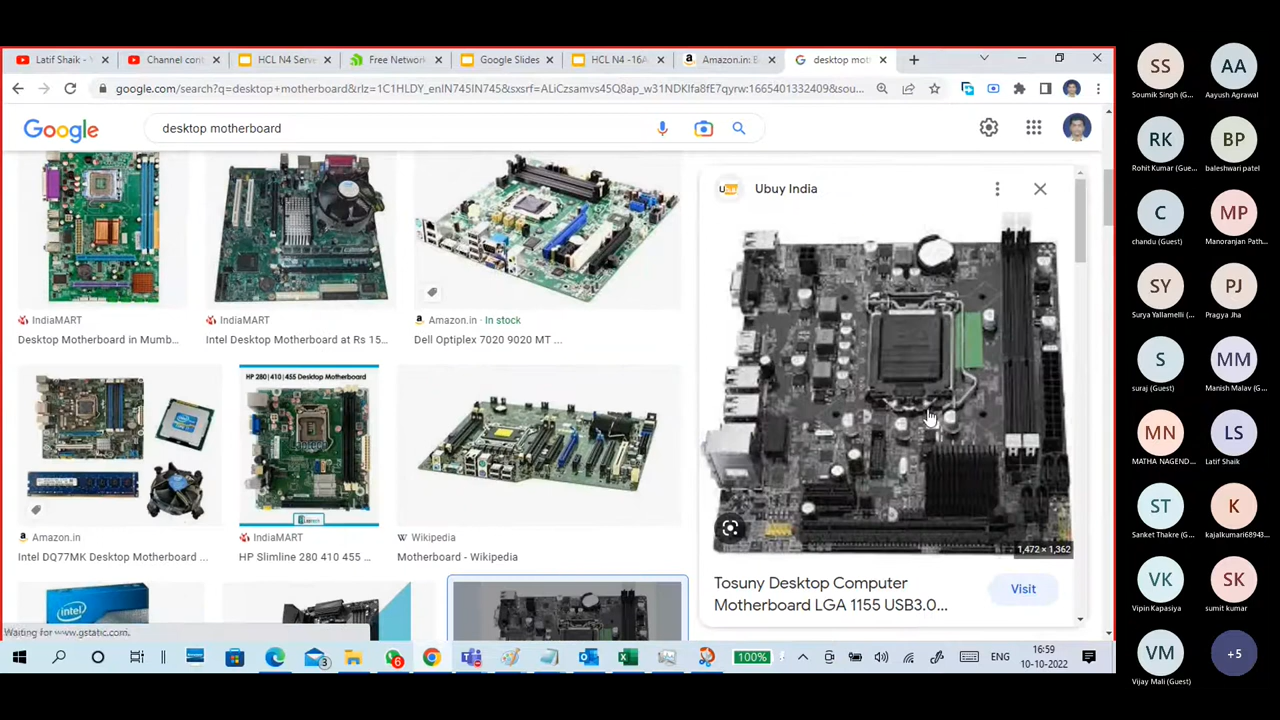 Latif Shaik - Y
Channel cont
HCL N4 Serve
Free Network
Google Slides
HCL N4 -16A
Amazon.in: E
desktop mot
google.com/search?q=desktop+motherboard&rlz=1C1HLDY_enIN745IN745&sxsrf=ALiCzsamvs45Q8ap_w31NDKlfa8fE7qyrw:1665401332409&sou...
Google
desktop motherboard
Ubuy India
IndiaMART
Desktop Motherboard in Mumb...
IndiaMART
Intel Desktop Motherboard at Rs 15...
Amazon.in · In stock
Dell Optiplex 7020 9020 MT ...
HP 280|410|455 Desktop Motherboard
Amazon.in
Intel DQ77MK Desktop Motherboard ...
IndiaMART
HP Slimline 280 410 455 ...
W Wikipedia
Motherboard - Wikipedia
intel
1,472 × 1,362
Tosuny Desktop Computer
Motherboard LGA 1155 USB3.0...
Visit
Waiting for www.gstatic.com.
3
6
100%
ENG
16:59
10-10-2022
SS
Soumik Singh (G...
AA
Aayush Agrawal
RK
Rohit Kumar (Gue...
BP
baleshwari patel
C
chandu (Guest)
MP
Manoranjan Path...
SY
Surya Yallamelli (...
PJ
Pragya Jha
S
suraj (Guest)
MM
Manish Malav (G...
MN
MATHA NAGEND...
LS
Latif Shaik
ST
Sanket Thakre (G...
K
kajalkumari68943...
VK
Vipin Kapasiya
SK
sumit kumar
VM
Vijay Mali (Guest)
+5